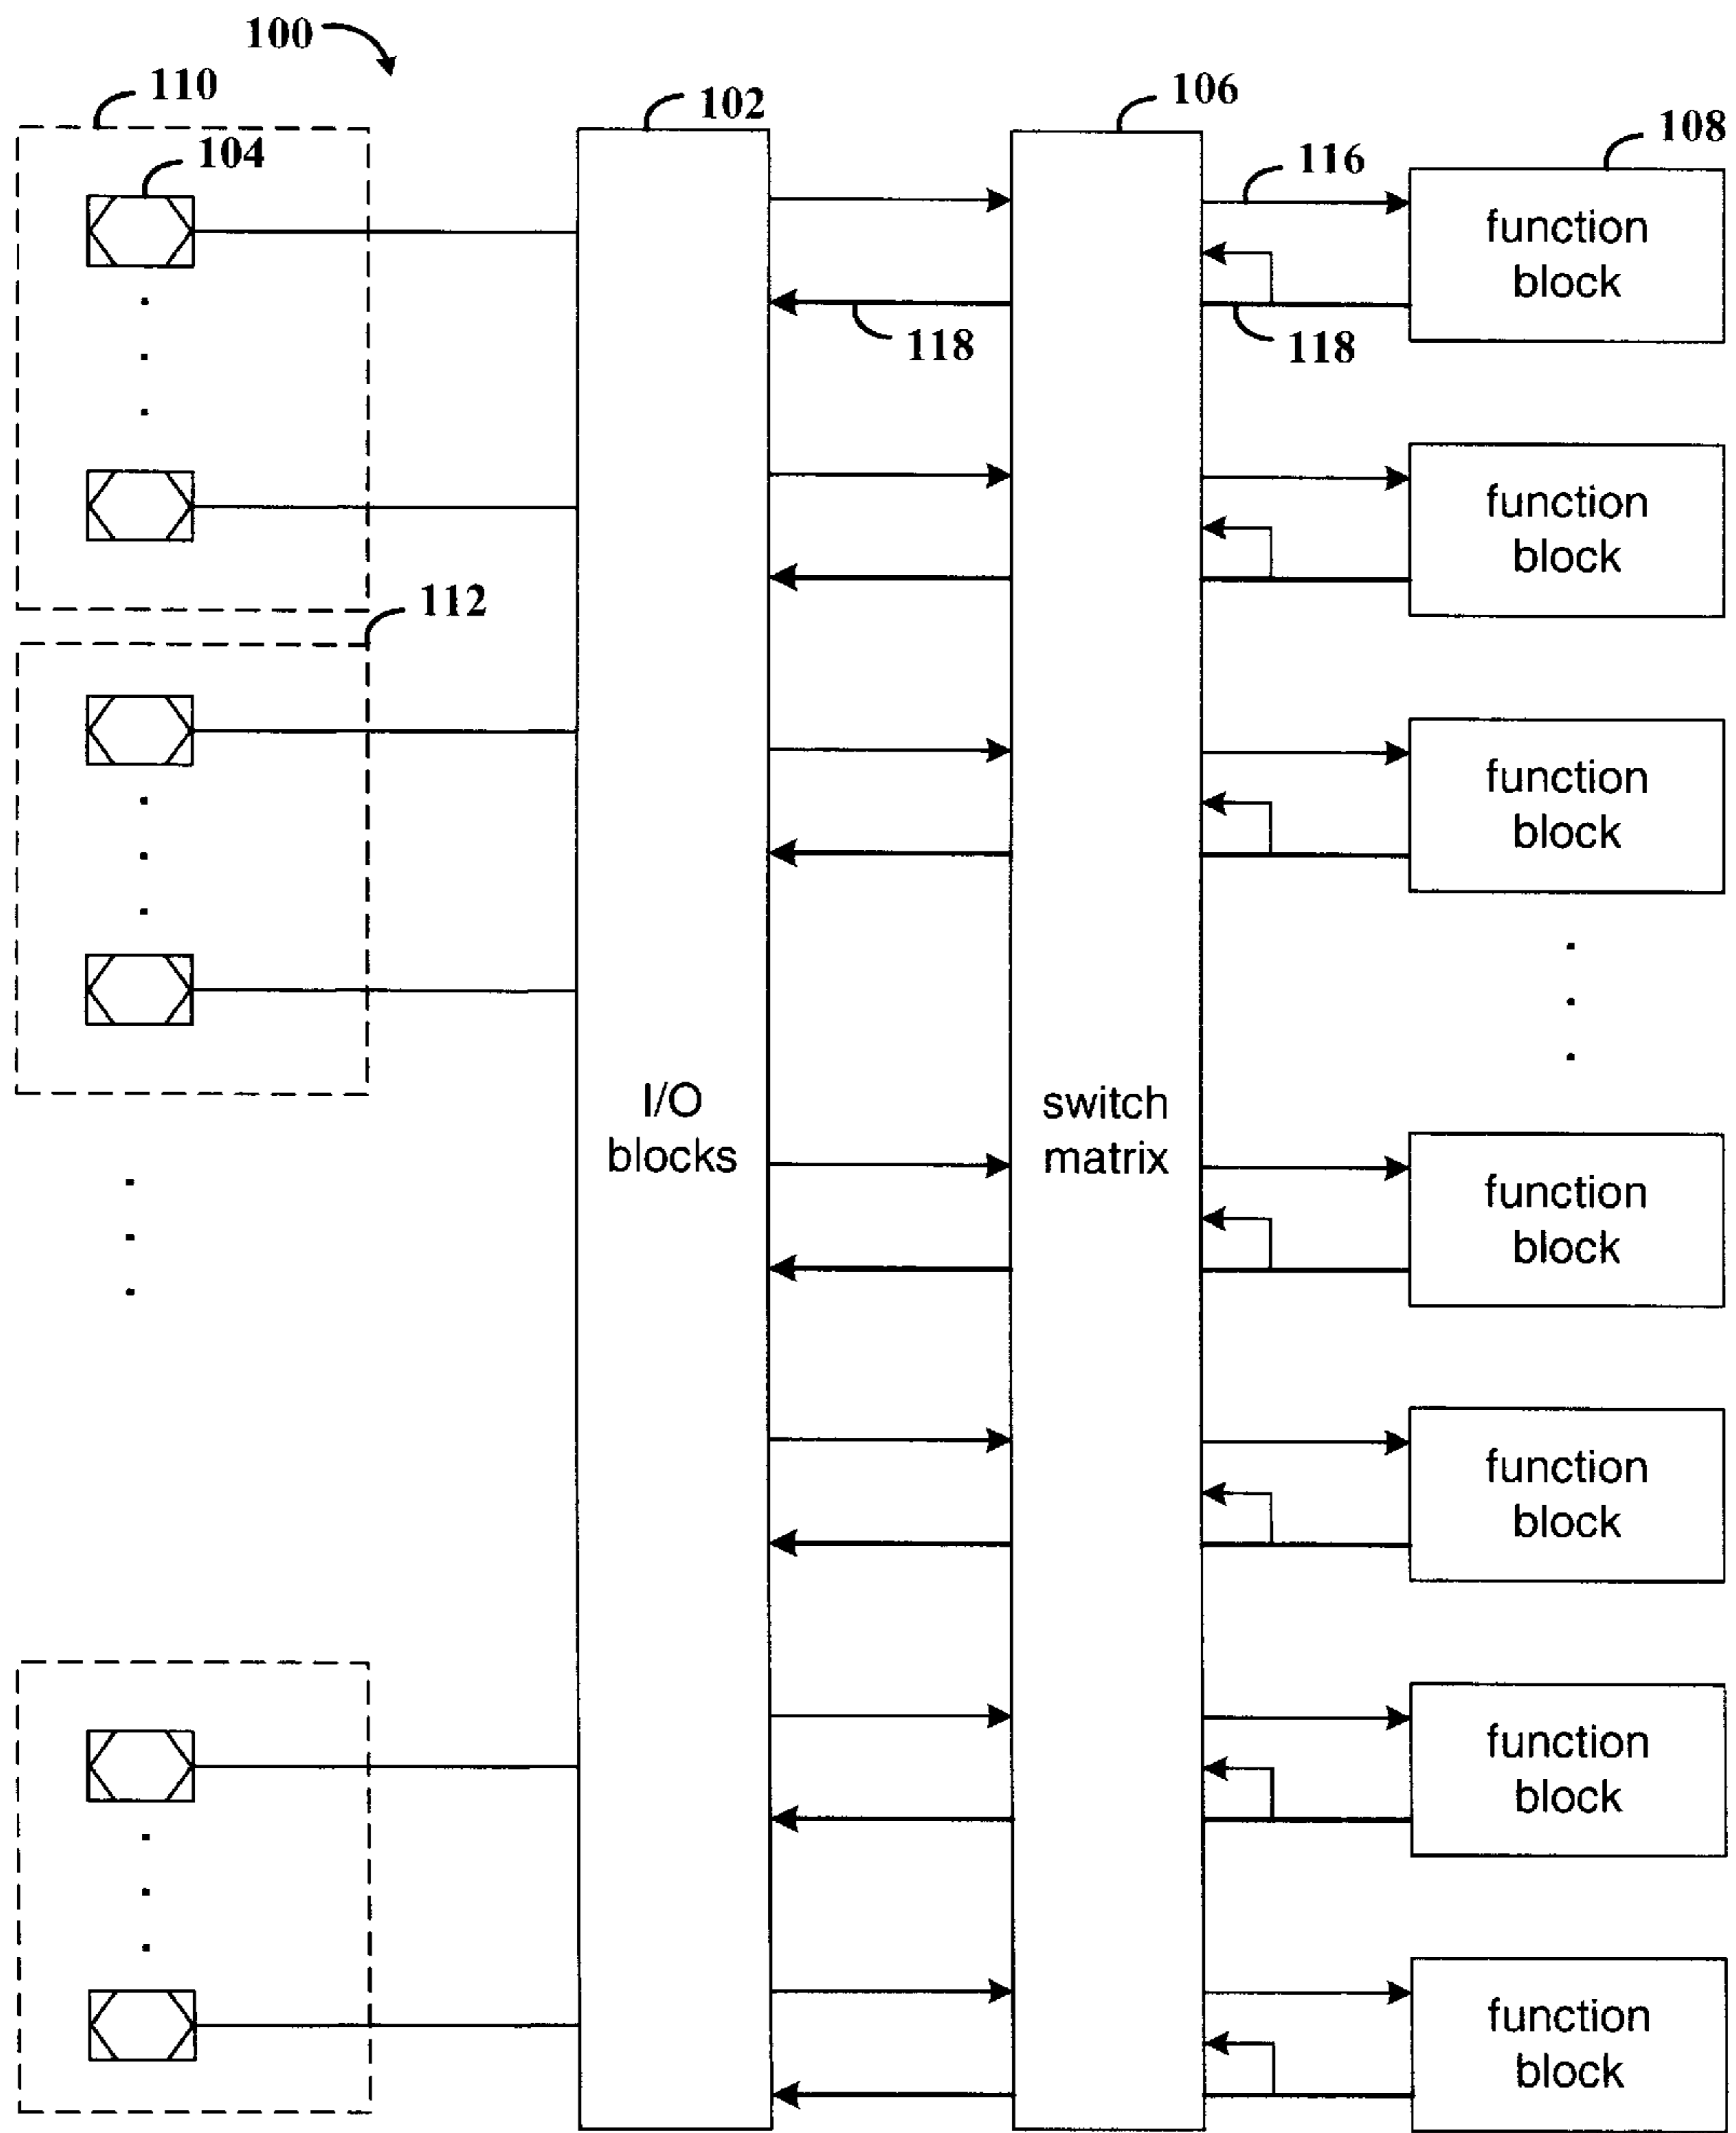 100
110
102
106
108
104
116
function
block
118
118
function
block
112
function
block
I/O
blocks
switch
matrix
function
block
function
block
function
block
function
block